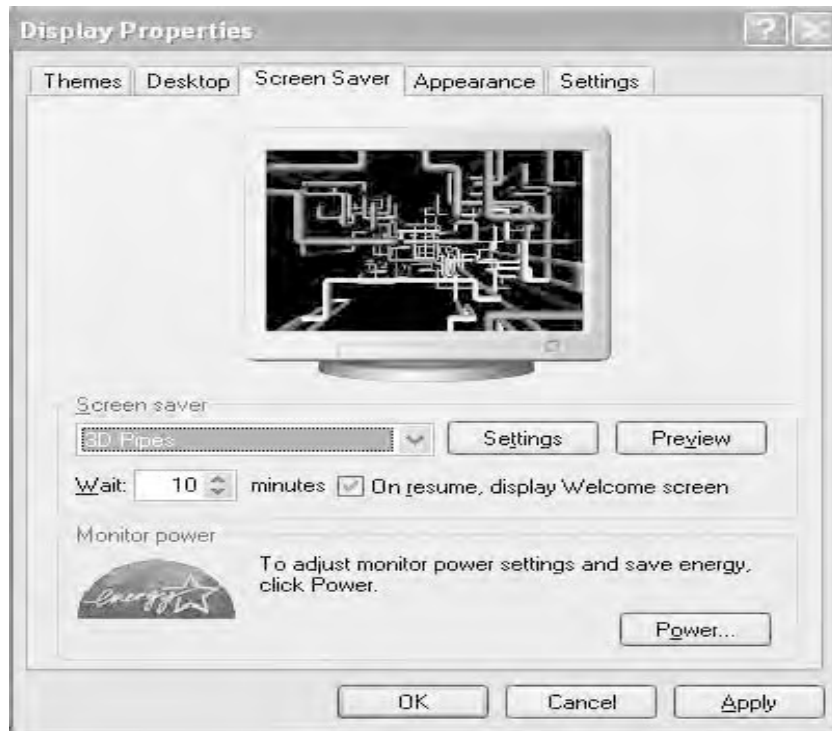 Display Properties
Themes Desktop Screen Saver Appearance Settings
Screen saver
3D Pipes Settings Preview
Wait: 10 minutes On resume, display Welcome screen
Monitor power
energy To adjust monitor power settings and save energy,
click Power.
Power...
OK Cancel Apply